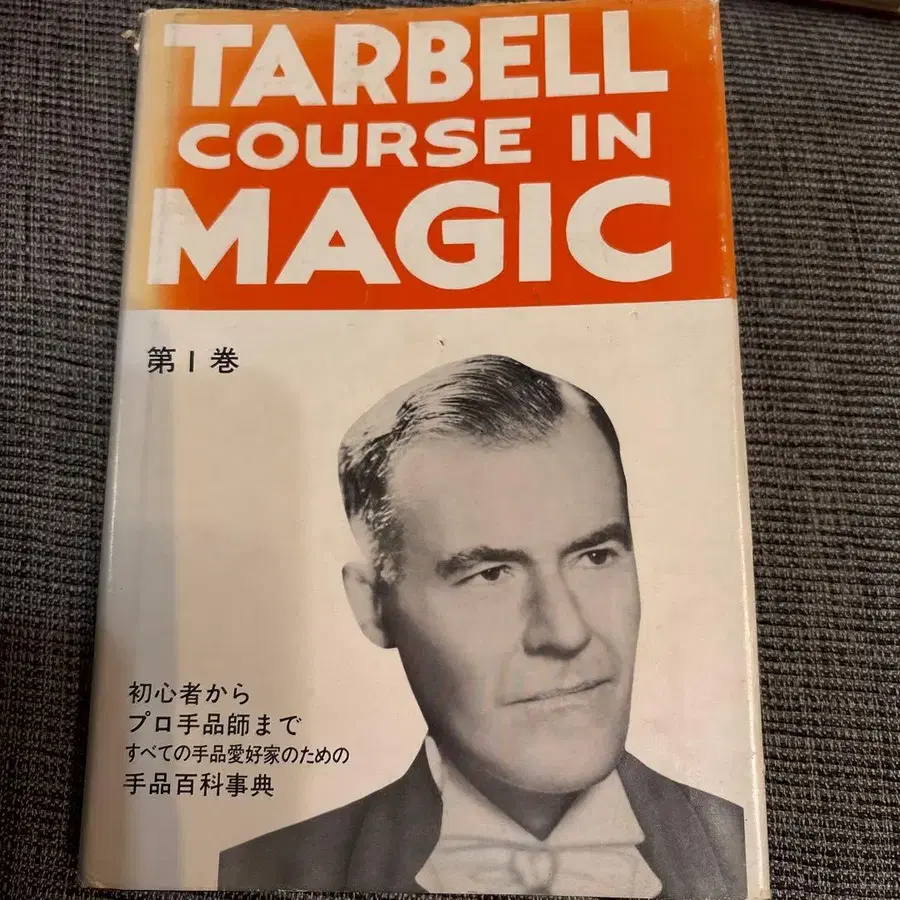 TARBELL
COURSE IN
MAGIC
第1巻
初心者から
プロ手品師まで
すべての手品愛好家のための
手品百科事典